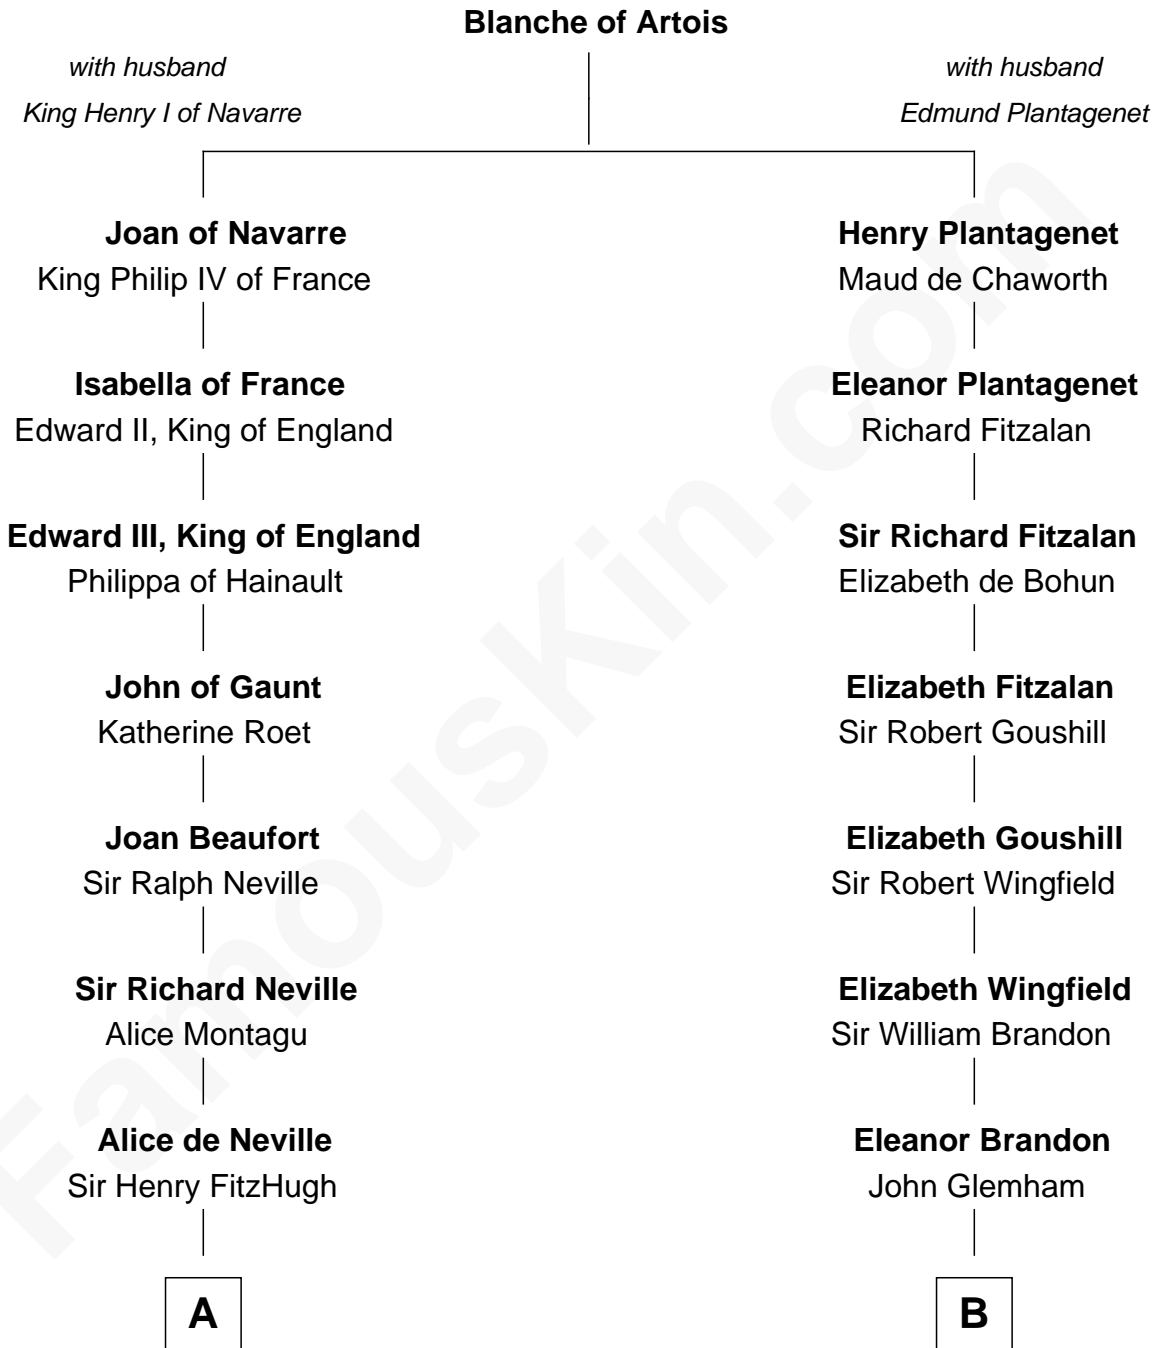 Blanche of Artois
with husband
King Henry I of Navarre
with husband
Edmund Plantagenet
Joan of Navarre
King Philip IV of France
Henry Plantagenet
Maud de Chaworth
Isabella of France
Edward II, King of England
Eleanor Plantagenet
Richard Fitzalan
Edward III, King of England
Philippa of Hainault
Sir Richard Fitzalan
Elizabeth de Bohun
John of Gaunt
Katherine Roet
Elizabeth Fitzalan
Sir Robert Goushill
Joan Beaufort
Sir Ralph Neville
Elizabeth Goushill
Sir Robert Wingfield
Sir Richard Neville
Alice Montagu
Elizabeth Wingfield
Sir William Brandon
Alice de Neville
Sir Henry FitzHugh
Eleanor Brandon
John Glemham
A
B
FamousKin.com